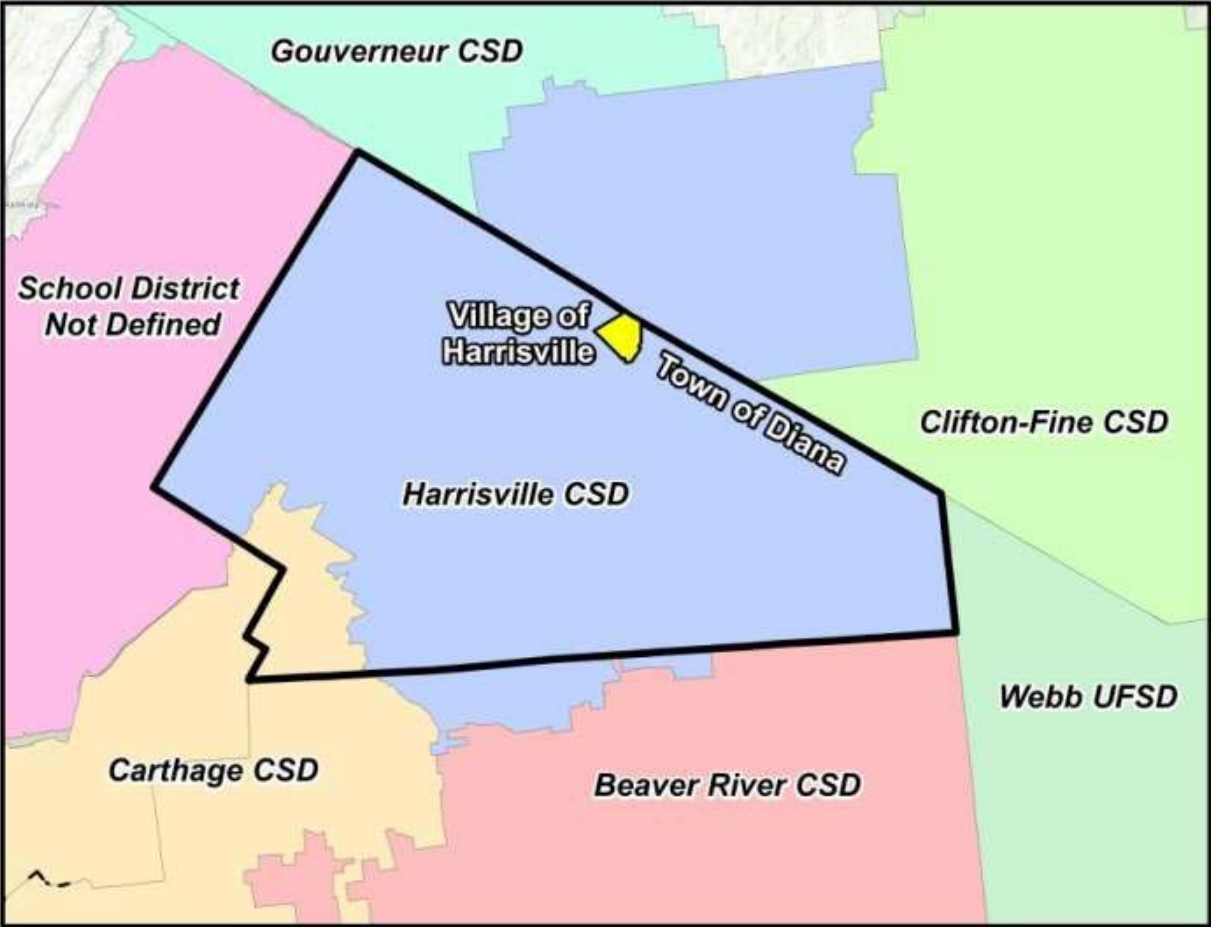 Gouverneur CSD
School District
Not Defined
Village of
Harrisville
Town of Diana
Clifton-Fine CSD
Harrisville CSD
Webb UFSD
Carthage CSD
Beaver River CSD